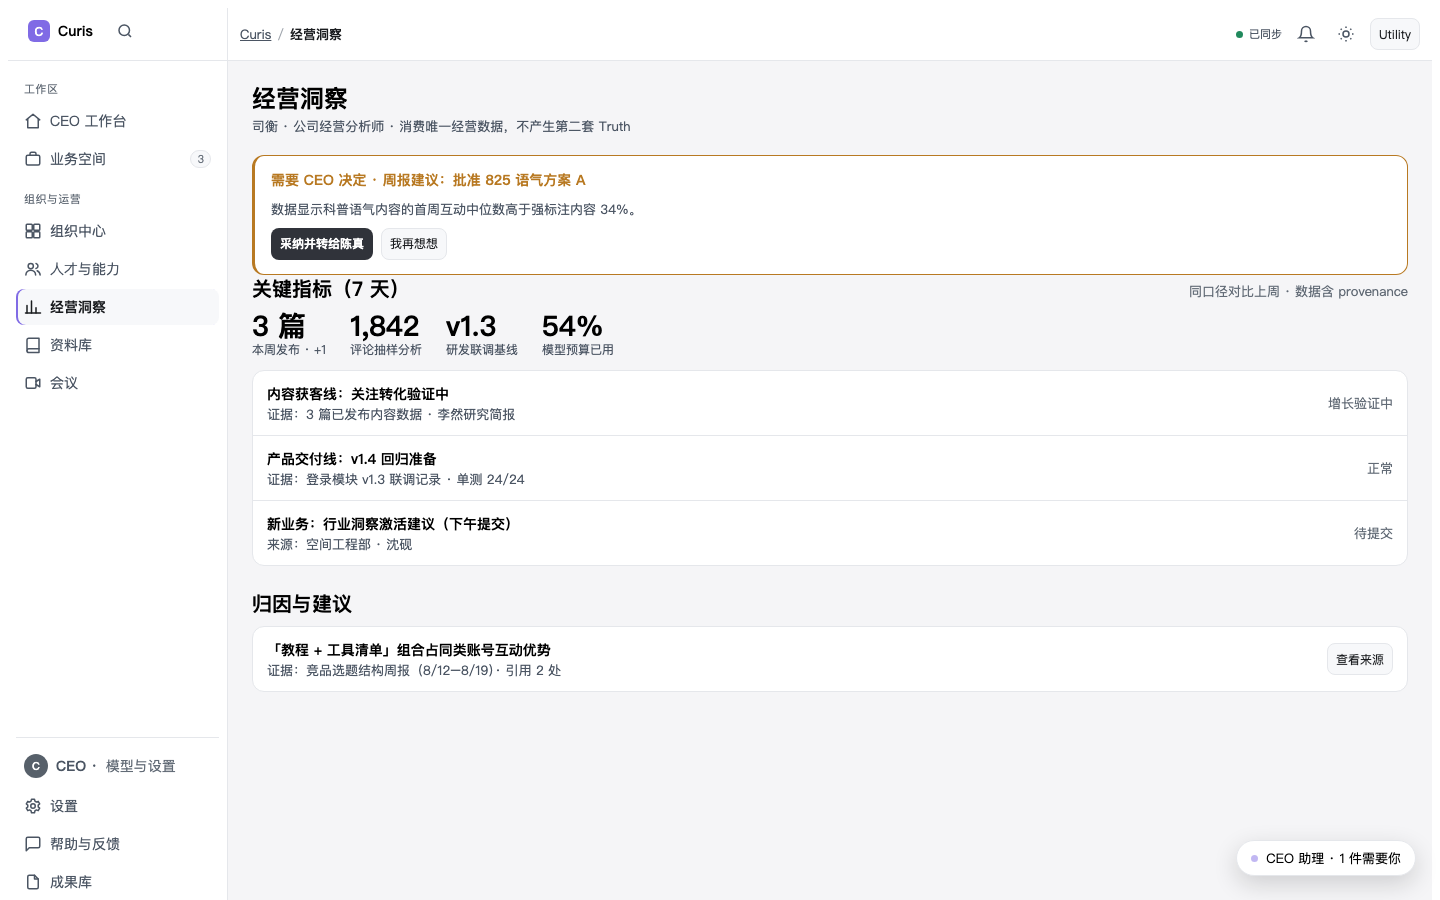 C Curis
Curis / 经营洞察
已同步
Utility
工作区
CEO 工作台
业务空间 3
组织与运营
组织中心
人才与能力
经营洞察
资料库
会议
C CEO · 模型与设置
设置
帮助与反馈
成果库
经营洞察
司衡 · 公司经营分析师 · 消费唯一经营数据，不产生第二套 Truth
需要 CEO 决定 · 周报建议：批准 825 语气方案 A
数据显示科普语气内容的首周互动中位数高于强标注内容 34%。
采纳并转给陈真 我再想想
关键指标（7 天） 同口径对比上周 · 数据含 provenance
3 篇 1,842 v1.3 54%
本周发布 · +1 评论抽样分析 研发联调基线 模型预算已用
内容获客线：关注转化验证中
证据：3 篇已发布内容数据 · 李然研究简报
增长验证中
产品交付线：v1.4 回归准备
证据：登录模块 v1.3 联调记录 · 单测 24/24
正常
新业务：行业洞察激活建议（下午提交）
来源：空间工程部 · 沈砚
待提交
归因与建议
「教程 + 工具清单」组合占同类账号互动优势
证据：竞品选题结构周报（8/12—8/19）· 引用 2 处
查看来源
CEO 助理 · 1 件需要你